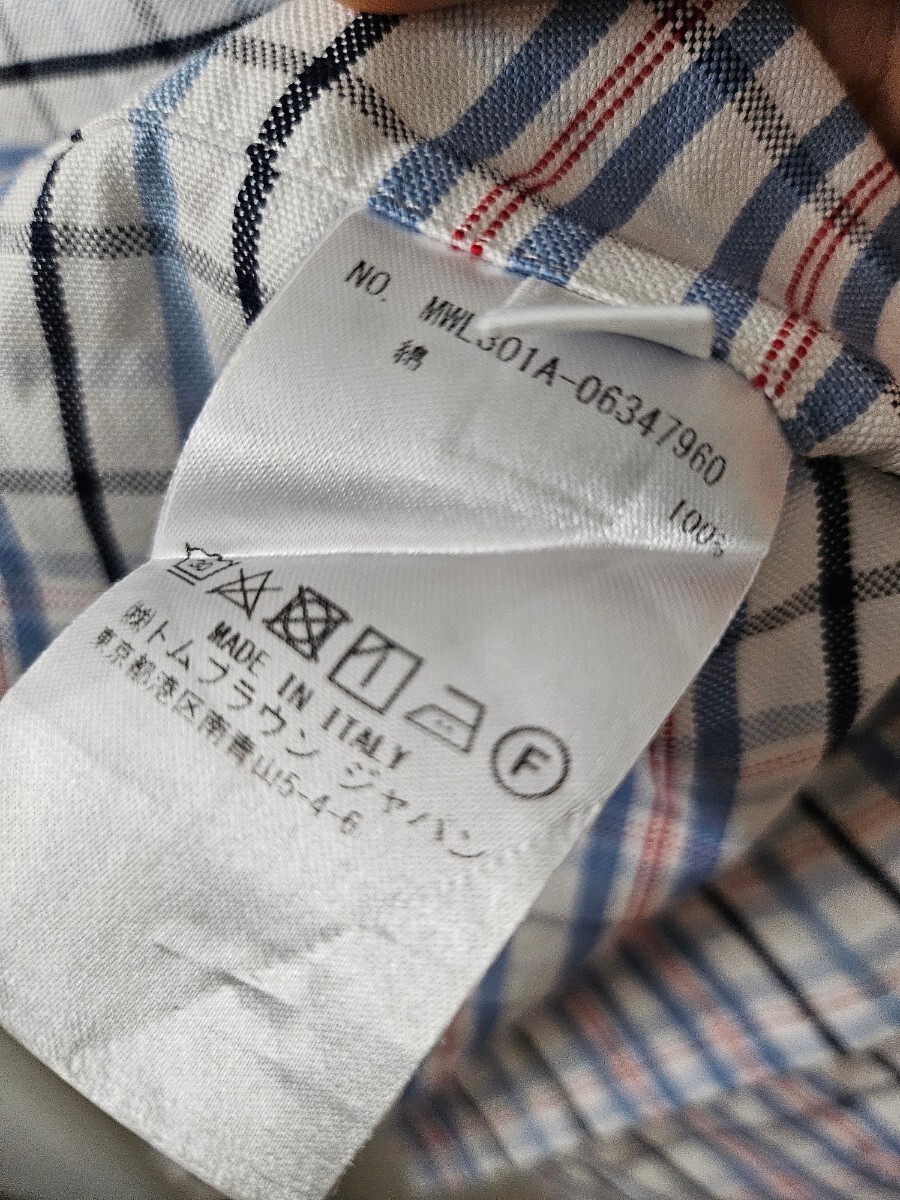 NO. MWL301A-06347960
綿 100%
30
F
MADE IN ITALY
㈱トムブラウン ジャパン
東京都港区南青山5-4-6